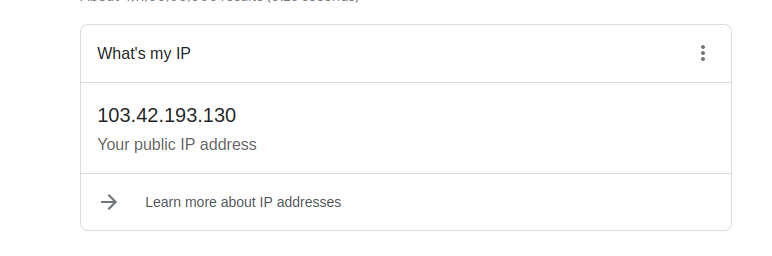 What's my IP
103.42.193.130
Your public IP address
Learn more about IP addresses